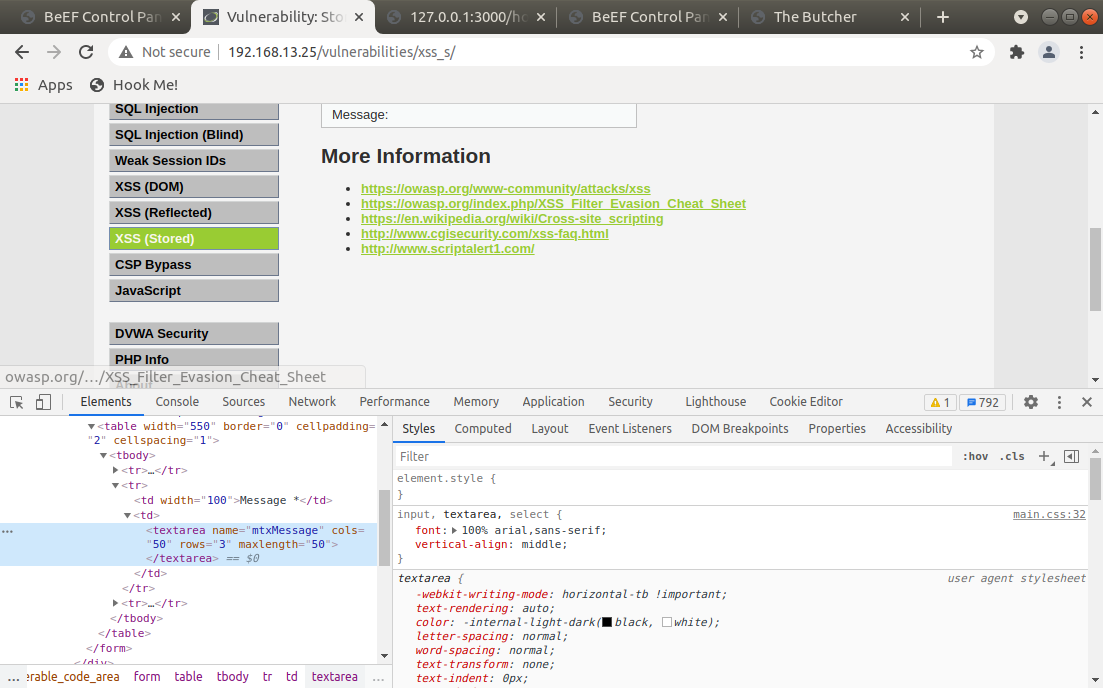 BeEF Control Pan
Vulnerability: Sto
127.0.0.1:3000/ho
BeEF Control Pan
The Butcher
Not secure
192.168.13.25/vulnerabilities/xss_s/
Apps
Hook Me!
SQL Injection
SQL Injection (Blind)
Weak Session IDs
XSS (DOM)
XSS (Reflected)
XSS (Stored)
CSP Bypass
JavaScript
DVWA Security
PHP Info
About
Message:
More Information
• https://owasp.org/www-community/attacks/xss
• https://owasp.org/index.php/XSS_Filter_Evasion_Cheat_Sheet
• https://en.wikipedia.org/wiki/Cross-site_scripting
• http://www.cgisecurity.com/xss-faq.html
• http://www.scriptalert1.com/
owasp.org/…/XSS_Filter_Evasion_Cheat_Sheet
Elements Console Sources Network Performance Memory Application Security Lighthouse Cookie Editor 1 792
▼<table width="550" border="0" cellpadding=
"2" cellspacing="1">
▼<tbody>
▶<tr>…</tr>
▼<tr>
<td width="100">Message *</td>
▼<td>
… <textarea name="mtxMessage" cols=
"50" rows="3" maxlength="50">
</textarea> == $0
</td>
</tr>
▶<tr>…</tr>
</tbody>
</table>
</form>
</div>
… erable_code_area form table tbody tr td textarea …
Styles Computed Layout Event Listeners DOM Breakpoints Properties Accessibility
Filter :hov .cls +
element.style {
}
input, textarea, select { main.css:32
font:▶ 100% arial,sans-serif;
vertical-align: middle;
}
textarea { user agent stylesheet
-webkit-writing-mode: horizontal-tb !important;
text-rendering: auto;
color: -internal-light-dark(black, white);
letter-spacing: normal;
word-spacing: normal;
text-transform: none;
text-indent: 0px;